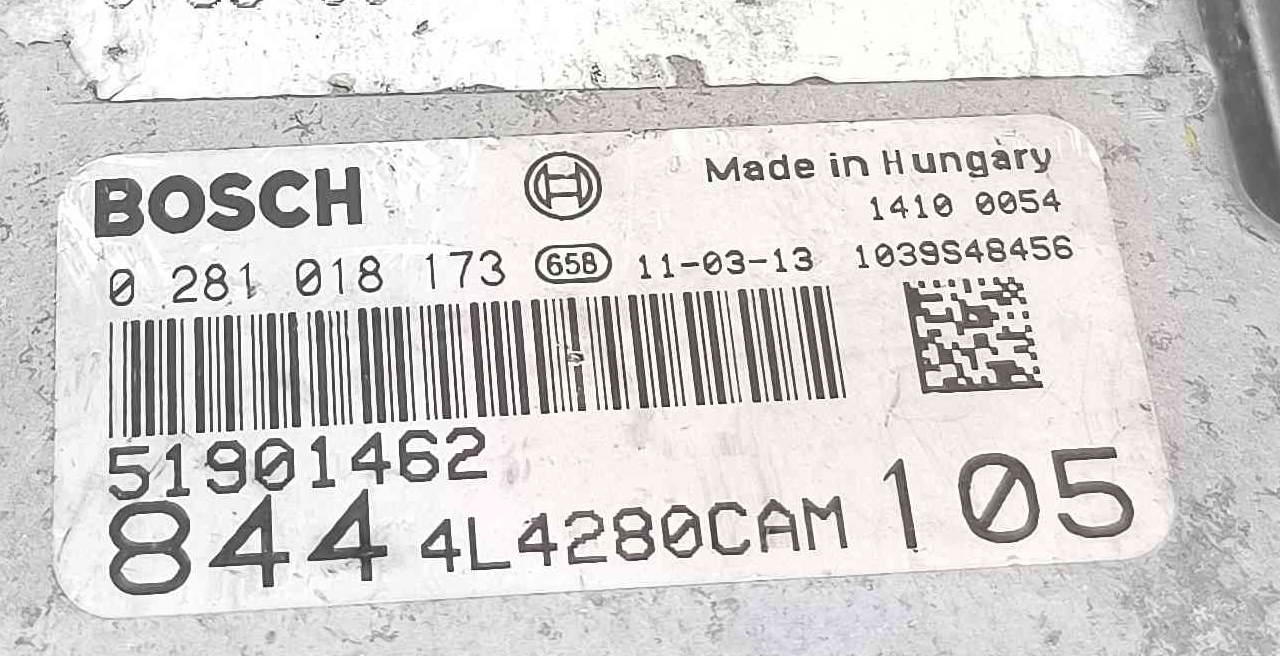 BOSCH
Made in Hungary
1410 0054
0 281 018 173 658 11-03-13 1039S48456
51901462
844 4L4280CAM 105